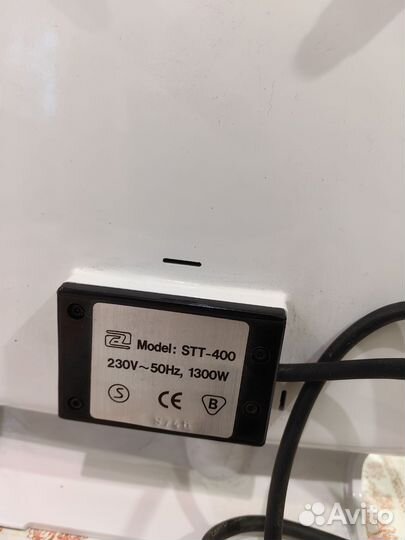 Model: STT-400
230V~50Hz, 1300W
S CE B
Avito